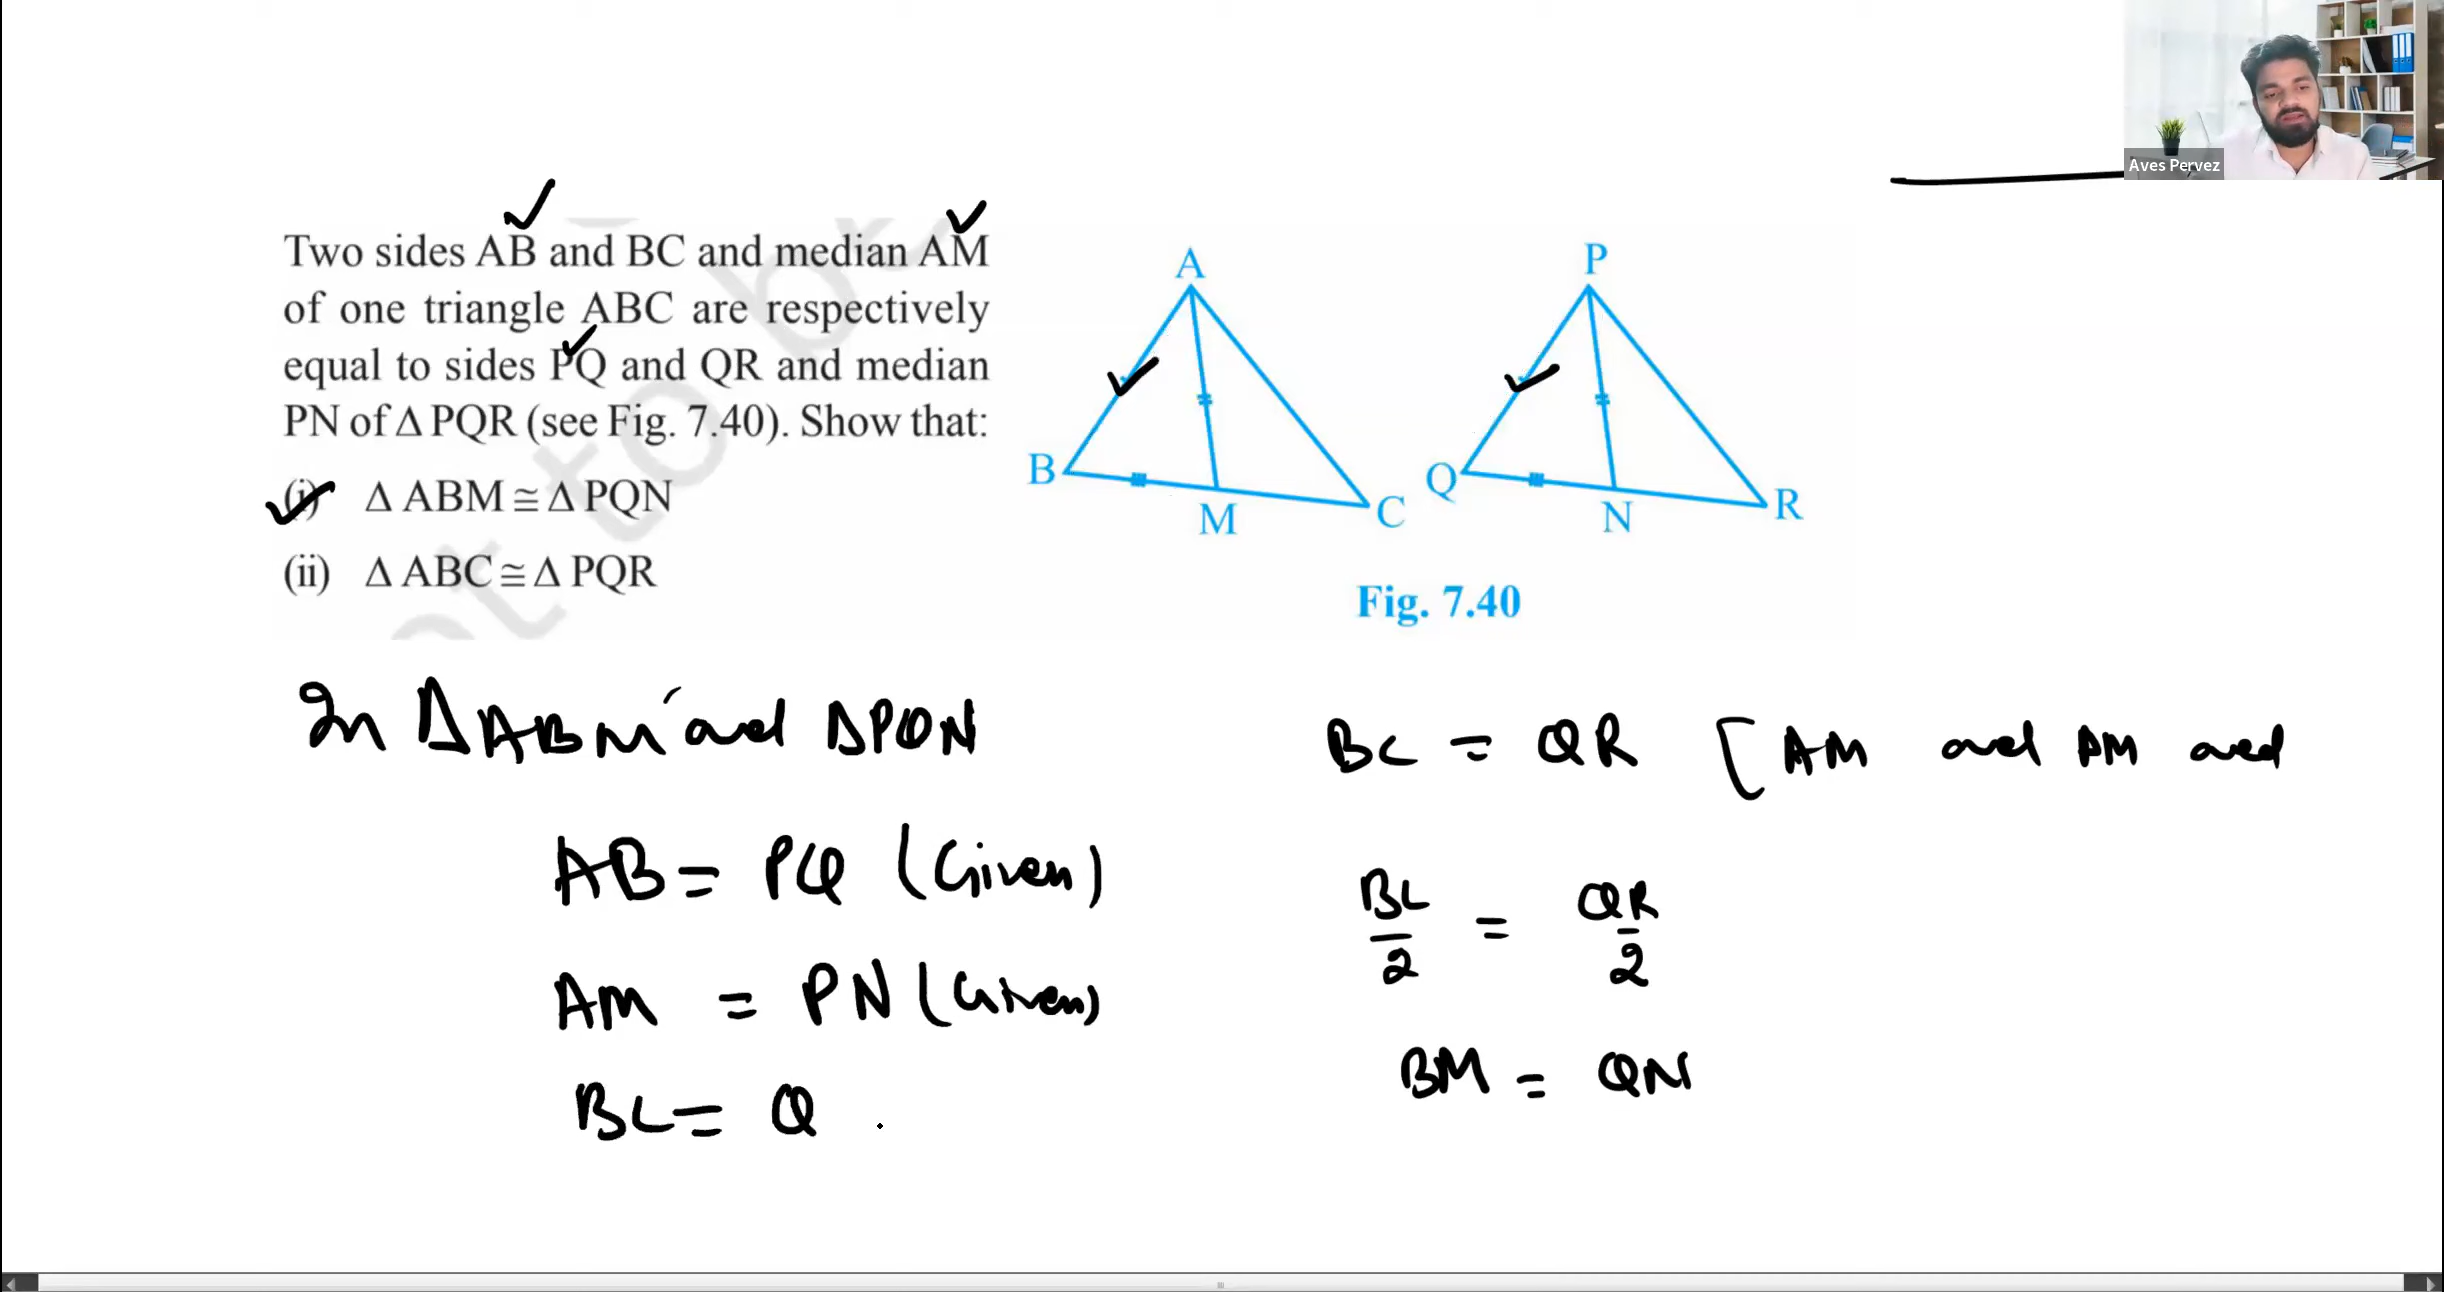 Aves Pervez
Two sides AB and BC and median AM
of one triangle ABC are respectively
equal to sides PQ and QR and median
PN of Δ PQR (see Fig. 7.40). Show that:
(i) Δ ABM ≅ Δ PQN
(ii) Δ ABC ≅ Δ PQR
A
B
M
C
P
Q
N
R
Fig. 7.40
In Δ ABM and ΔPQN
AB = PQ (Given)
AM = PN (Given)
BC = Q
BC = QR [AM and AM and
BC/2 = QR/2
BM = QN